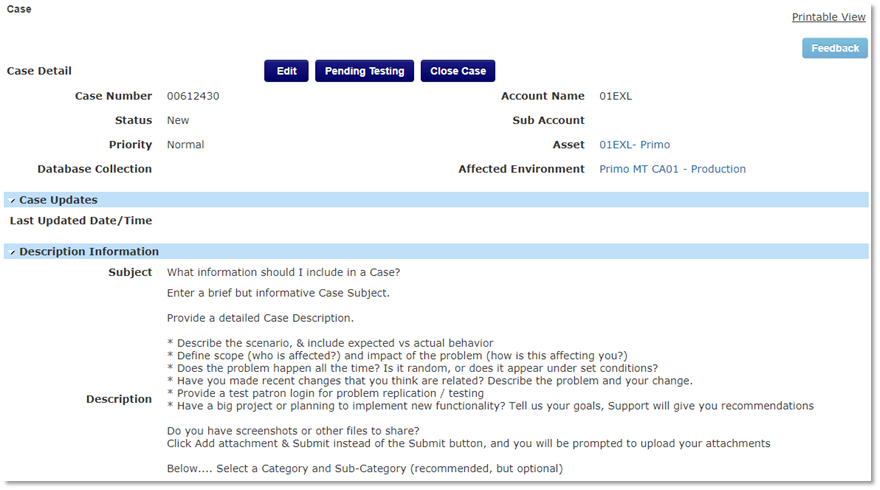 Case
Printable View
Feedback
Case Detail
Edit
Pending Testing
Close Case
Case Number 00612430
Account Name 01EXL
Status New
Sub Account
Priority Normal
Asset 01EXL- Primo
Database Collection
Affected Environment Primo MT CA01 - Production
Case Updates
Last Updated Date/Time
Description Information
Subject What information should I include in a Case?
Enter a brief but informative Case Subject.
Provide a detailed Case Description.
* Describe the scenario, & include expected vs actual behavior
* Define scope (who is affected?) and impact of the problem (how is this affecting you?)
* Does the problem happen all the time? Is it random, or does it appear under set conditions?
* Have you made recent changes that you think are related? Describe the problem and your change.
* Provide a test patron login for problem replication / testing
Description
* Have a big project or planning to implement new functionality? Tell us your goals, Support will give you recommendations
Do you have screenshots or other files to share?
Click Add attachment & Submit instead of the Submit button, and you will be prompted to upload your attachments
Below.... Select a Category and Sub-Category (recommended, but optional)